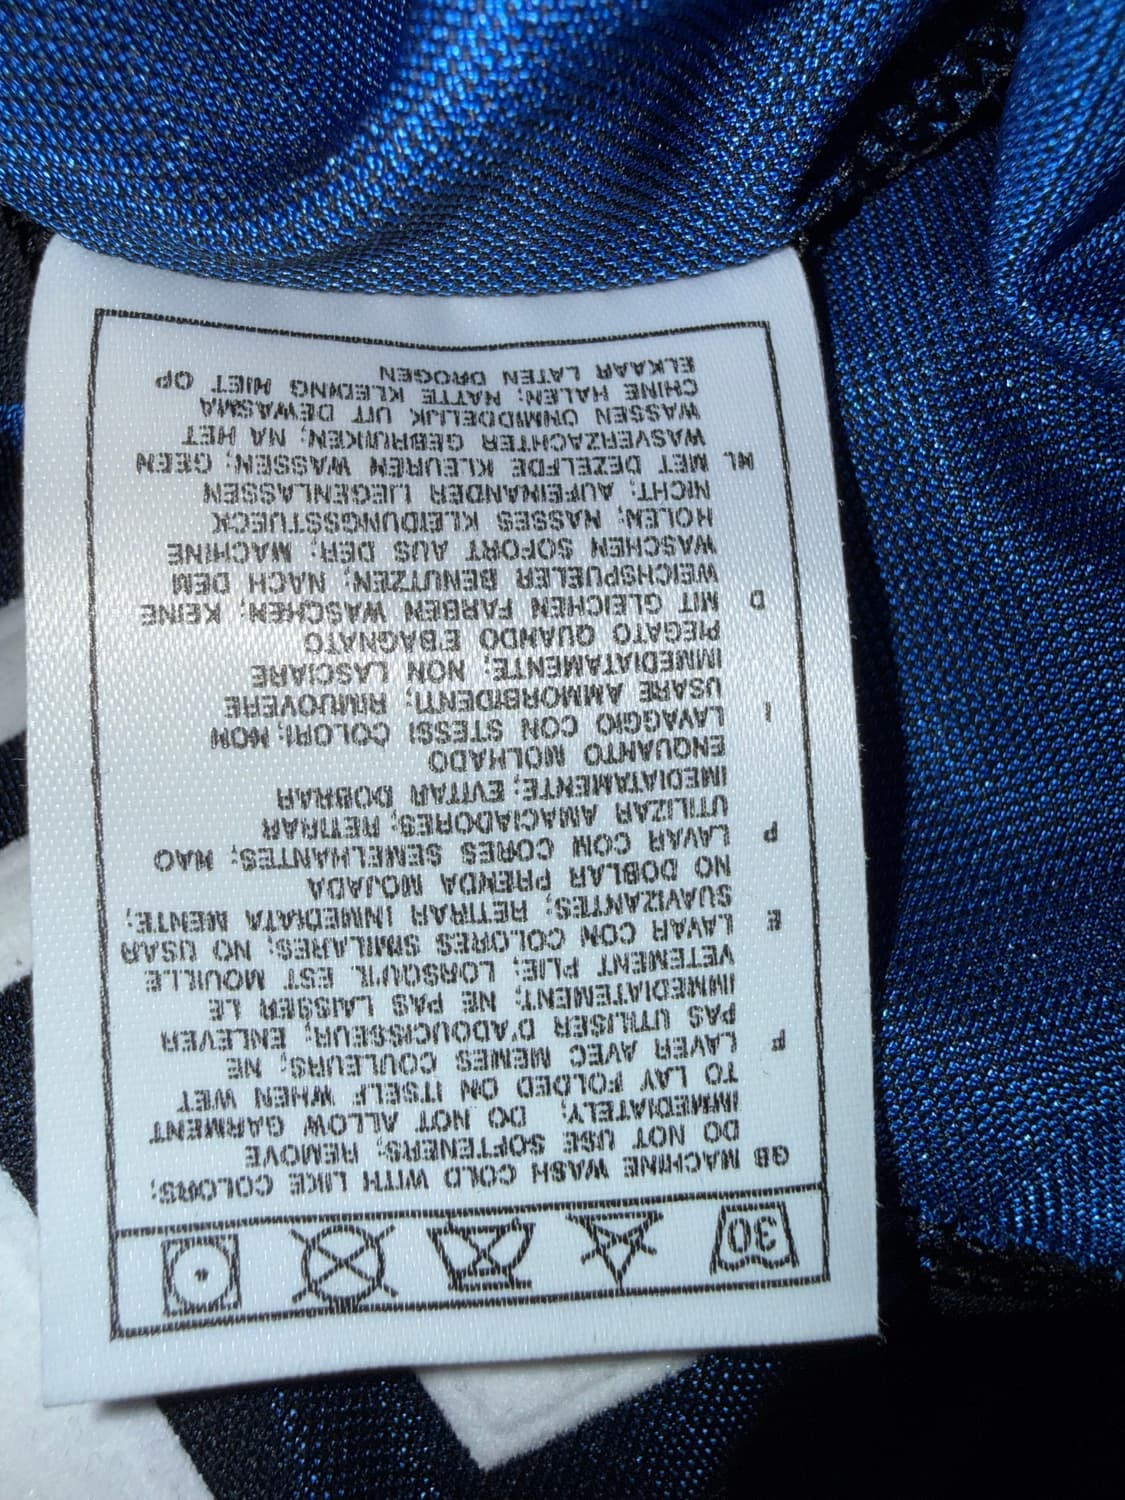 30
GB MACHINE WASH COLD WITH LIKE COLORS;
DO NOT USE SOFTENERS; REMOVE
IMMEDIATELY; DO NOT ALLOW GARMENT
TO LAY FOLDED ON ITSELF WHEN WET
F LAVER AVEC MEMES COULEURS; NE
PAS UTILISER D'ADOUCISSEUR; ENLEVER
IMMEDIATEMENT; NE PAS LAISSER LE
VETEMENT PLIE; LORSQU'IL EST MOUILLE
E LAVAR CON COLORES SIMILARES; NO USAR
SUAVIZANTES; RETIRAR INMEDIATA MENTE;
NO DOBLAR PRENDA MOJADA
P LAVAR COM CORES SEMELHANTES; NAO
UTILIZAR AMACIADORES; RETIRAR
IMEDIATAMENTE; EVITAR DOBRAR
ENQUANTO MOLHADO
I LAVAGGIO CON STESSI COLORI; NON
USARE AMMORBIDENTI; RIMUOVERE
IMMEDIATAMENTE; NON LASCIARE
PIEGATO QUANDO E'BAGNATO
D MIT GLEICHEN FARBEN WASCHEN; KEINE
WEICHSPUELER BENUTZEN; NACH DEM
WASCHEN SOFORT AUS DER; MACHINE
HOLEN; NASSES KLEIDUNGSSTUECK
NICHT; AUFEINANDER LIEGENLASSEN
NL MET DEZELFDE KLEUREN WASSEN; GEEN
WASVERZACHTER GEBRUIKEN; NA HET
WASSEN ONMIDDELIJK UIT DEWASMA
CHINE HALEN; NATTE KLEDING NIET OP
ELKAAR LATEN DROGEN